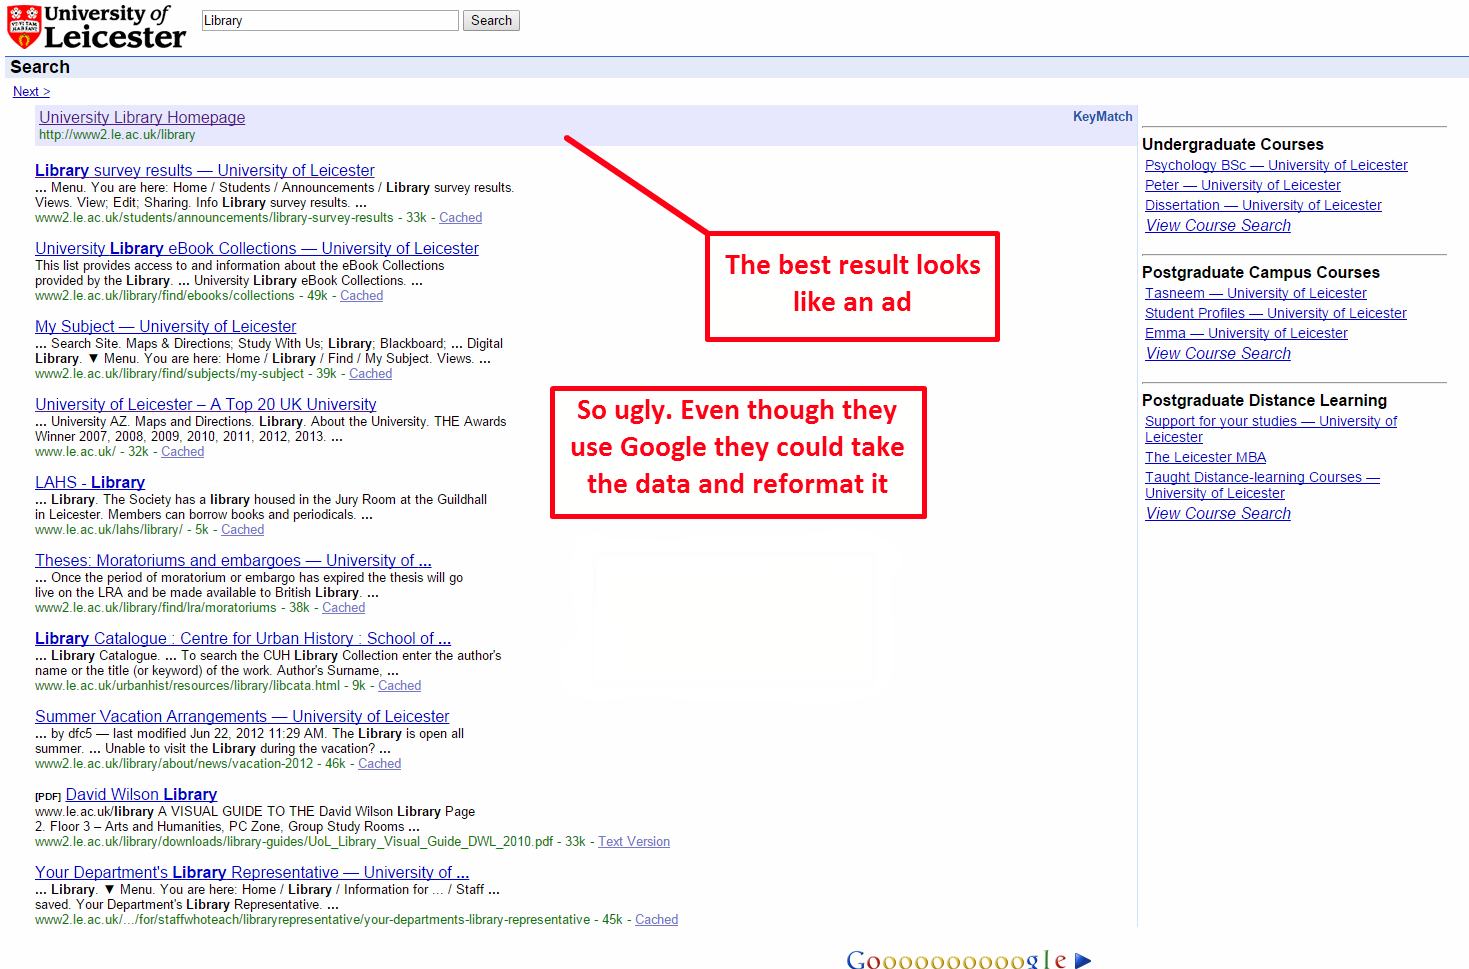 University of
Leicester
Library
Search
Search
Next >
University Library Homepage
KeyMatch
http://www2.le.ac.uk/library
Library survey results — University of Leicester
... Menu. You are here: Home / Students / Announcements / Library survey results.
Views. View; Edit; Sharing. Info Library survey results. ...
www2.le.ac.uk/students/announcements/library-survey-results - 33k - Cached
University Library eBook Collections — University of Leicester
This list provides access to and information about the eBook Collections
provided by the Library. ... University Library eBook Collections. ...
www2.le.ac.uk/library/find/ebooks/collections - 49k - Cached
My Subject — University of Leicester
... Search Site. Maps & Directions; Study With Us; Library; Blackboard; ... Digital
Library. ▼ Menu. You are here: Home / Library / Find / My Subject. Views. ...
www2.le.ac.uk/library/find/subjects/my-subject - 39k - Cached
University of Leicester – A Top 20 UK University
... University AZ. Maps and Directions. Library. About the University. THE Awards
Winner 2007, 2008, 2009, 2010, 2011, 2012, 2013. ...
www.le.ac.uk/ - 32k - Cached
LAHS - Library
... Library. The Society has a library housed in the Jury Room at the Guildhall
in Leicester. Members can borrow books and periodicals. ...
www.le.ac.uk/lahs/library/ - 5k - Cached
Theses: Moratoriums and embargoes — University of ...
... Once the period of moratorium or embargo has expired the thesis will go
live on the LRA and be made available to British Library. ...
www2.le.ac.uk/library/find/lra/moratoriums - 38k - Cached
Library Catalogue : Centre for Urban History : School of ...
... Library Catalogue. ... To search the CUH Library Collection enter the author's
name or the title (or keyword) of the work. Author's Surname, ...
www.le.ac.uk/urbanhist/resources/library/libcata.html - 9k - Cached
Summer Vacation Arrangements — University of Leicester
... by dfc5 — last modified Jun 22, 2012 11:29 AM. The Library is open all
summer. ... Unable to visit the Library during the vacation? ...
www2.le.ac.uk/library/about/news/vacation-2012 - 46k - Cached
[PDF] David Wilson Library
www.le.ac.uk/library A VISUAL GUIDE TO THE David Wilson Library Page
2. Floor 3 – Arts and Humanities, PC Zone, Group Study Rooms ...
www2.le.ac.uk/library/downloads/library-guides/UoL_Library_Visual_Guide_DWL_2010.pdf - 33k - Text Version
Your Department's Library Representative — University of ...
... Library. ▼ Menu. You are here: Home / Library / Information for ... / Staff ...
saved. Your Department's Library Representative. ...
www2.le.ac.uk/.../for/staffwhoteach/libraryrepresentative/your-departments-library-representative - 45k - Cached
The best result looks
like an ad
So ugly. Even though they
use Google they could take
the data and reformat it
Undergraduate Courses
Psychology BSc — University of Leicester
Peter — University of Leicester
Dissertation — University of Leicester
View Course Search
Postgraduate Campus Courses
Tasneem — University of Leicester
Student Profiles — University of Leicester
Emma — University of Leicester
View Course Search
Postgraduate Distance Learning
Support for your studies — University of
Leicester
The Leicester MBA
Taught Distance-learning Courses —
University of Leicester
View Course Search
Goooooooooogle